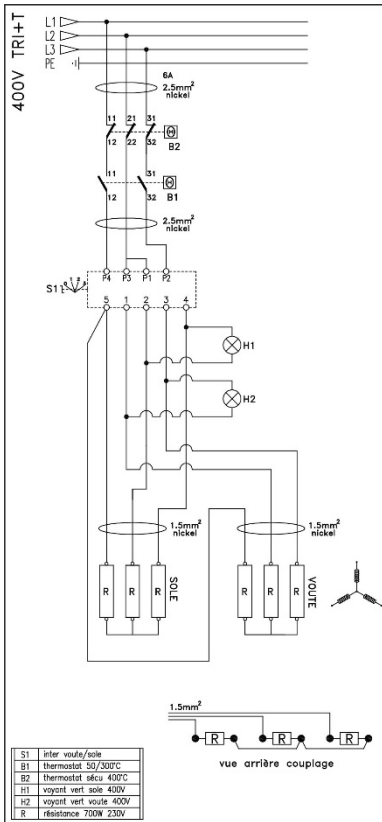 400V TRI+T
L1
L2
L3
PE
6A
2.5mm²
nickel
11 21 31
12 22 32
B2
11 31
12 32
B1
2.5mm²
nickel
P4 P3 P1 P2
S1
5 1 2 3 4
H1
H2
1.5mm²
nickel
1.5mm²
nickel
R R R
SOLE
R R R
VOUTE
1.5mm²
R R R
vue arrière couplage
S1 inter voute/sole
B1 thermostat 50/300°C
B2 thermostat sécu 400°C
H1 voyant vert sole 400V
H2 voyant vert voute 400V
R résistance 700W 230V